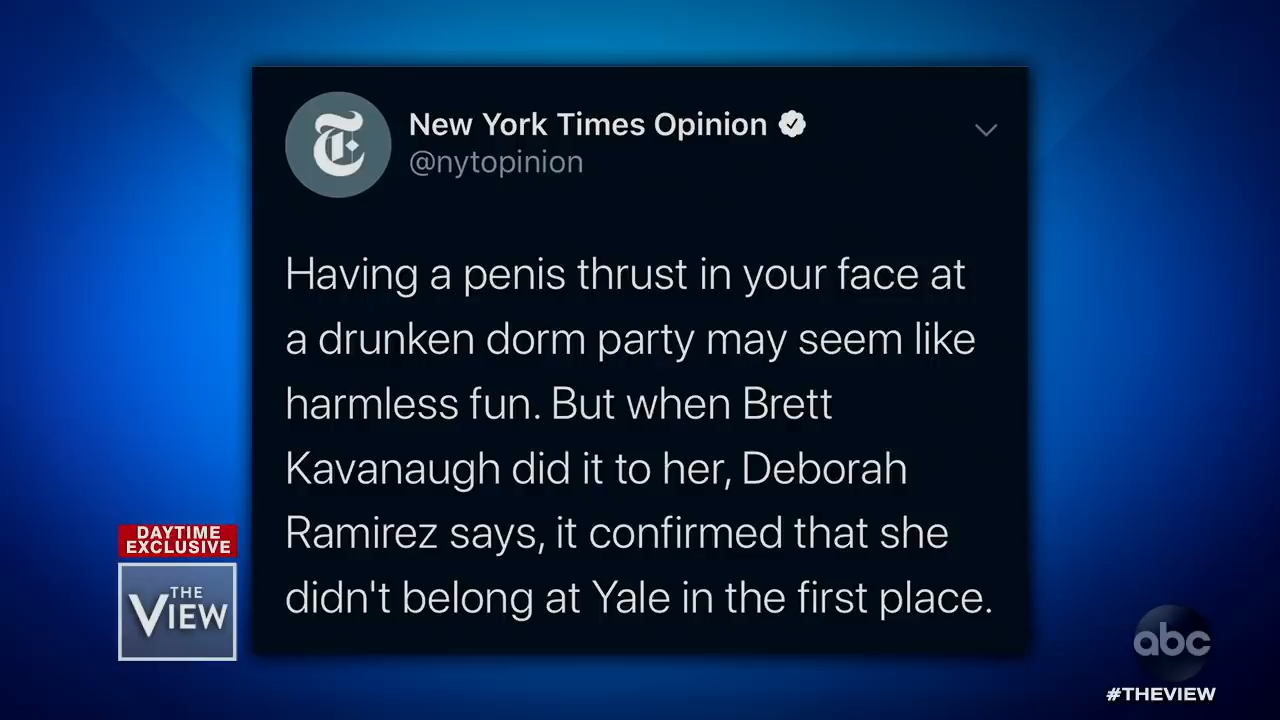 New York Times Opinion
@nytopinion
Having a penis thrust in your face at
a drunken dorm party may seem like
harmless fun. But when Brett
Kavanaugh did it to her, Deborah
Ramirez says, it confirmed that she
didn't belong at Yale in the first place.
DAYTIME
EXCLUSIVE
THE
VIEW
abc
#THEVIEW